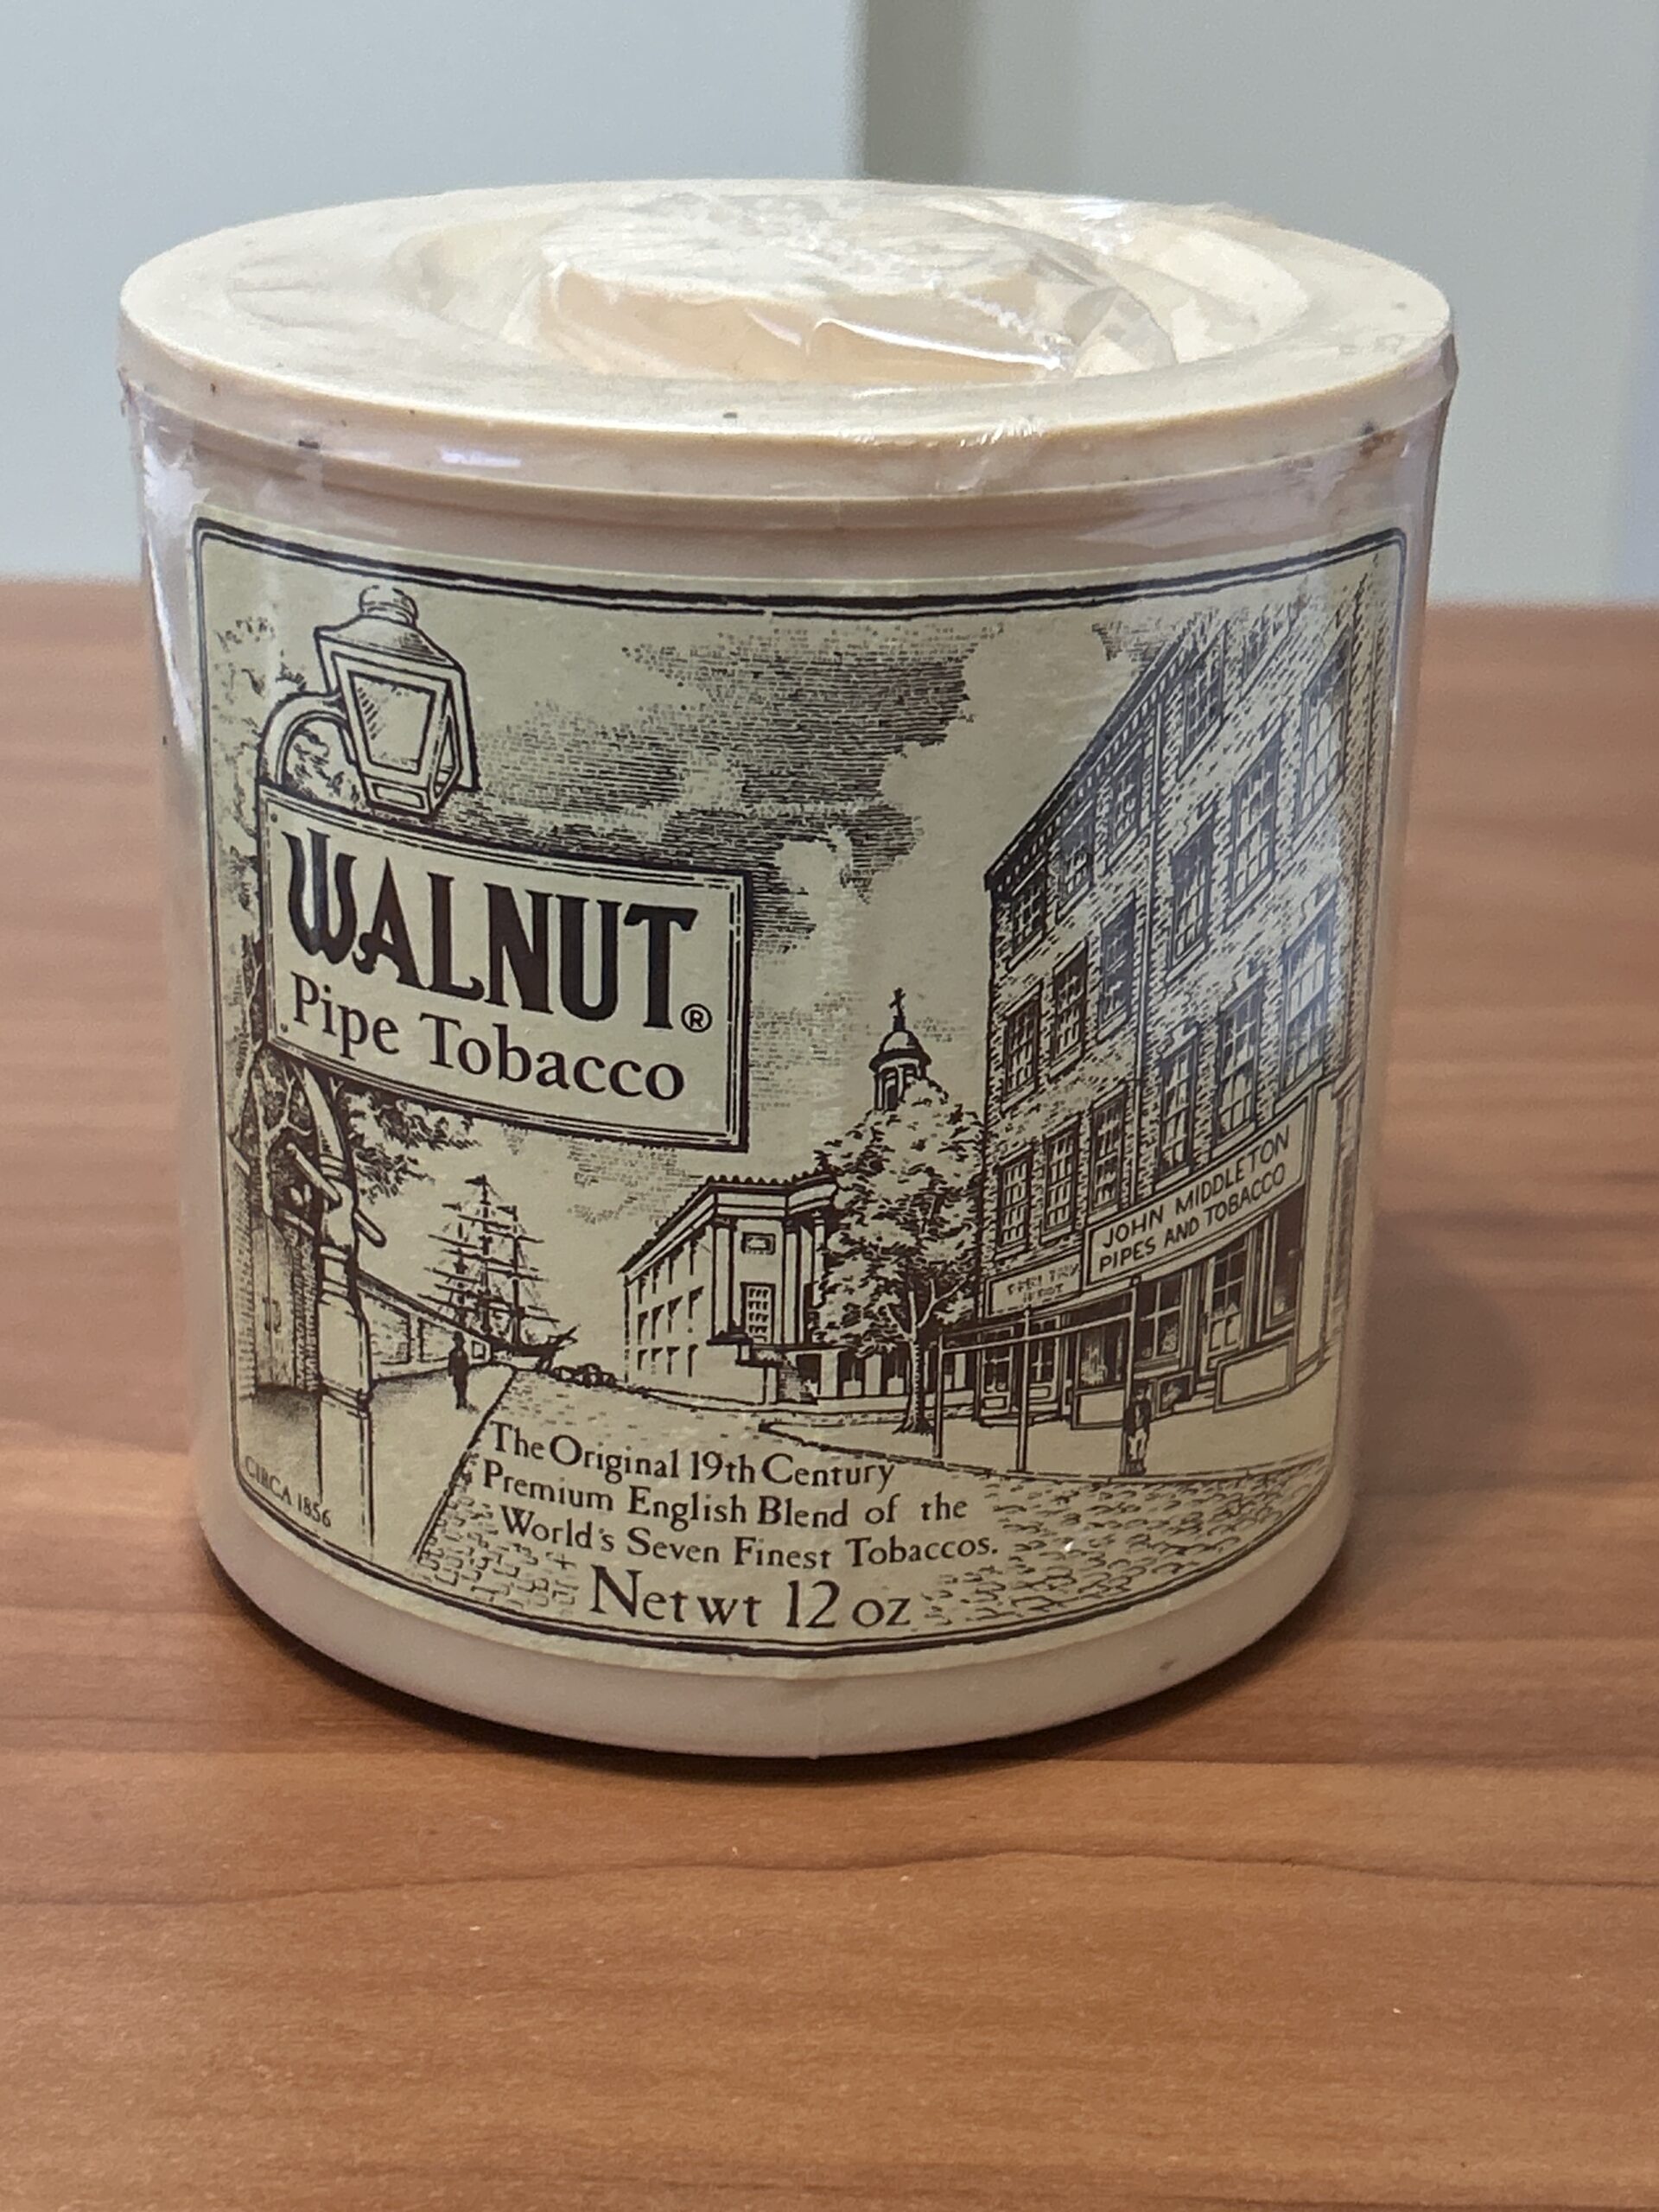 WALNUT®
Pipe Tobacco
JOHN MIDDLETON
PIPES AND TOBACCO
The Original 19th Century
Premium English Blend of the
World's Seven Finest Tobaccos.
Net wt 12 oz
CIRCA 1856